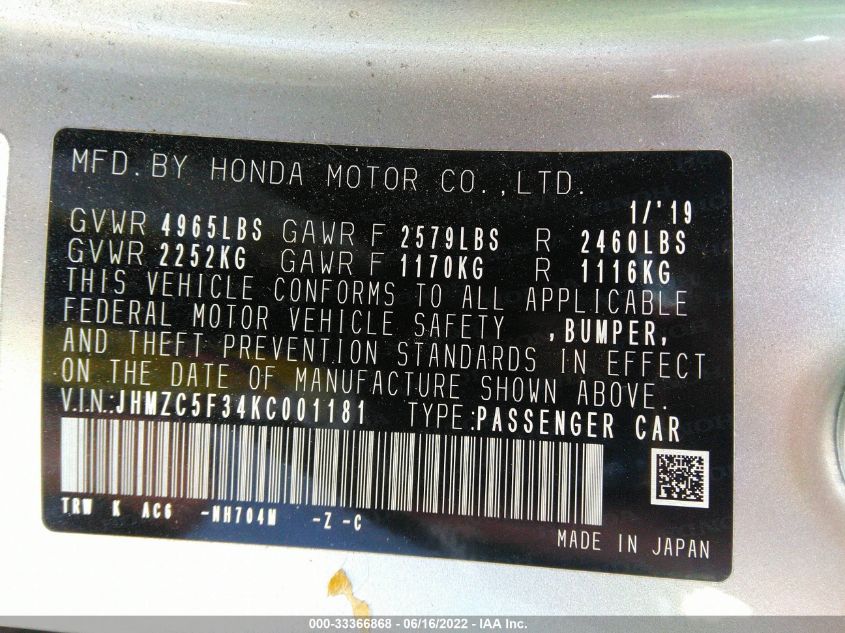 MFD. BY HONDA MOTOR CO.,LTD.
1/'19
GVWR 4965LBS GAWR F 2579LBS R 2460LBS
GVWR 2252KG GAWR F 1170KG R 1116KG
THIS VEHICLE CONFORMS TO ALL APPLICABLE
FEDERAL MOTOR VEHICLE SAFETY ,BUMPER,
AND THEFT PREVENTION STANDARDS IN EFFECT
ON THE DATE OF MANUFACTURE SHOWN ABOVE.
V.I.N.:JHMZC5F34KC001181 TYPE:PASSENGER CAR
TRW K AC6 -NH704M -Z -C
MADE IN JAPAN
000-33366868 - 06/16/2022 - © IAA Inc.